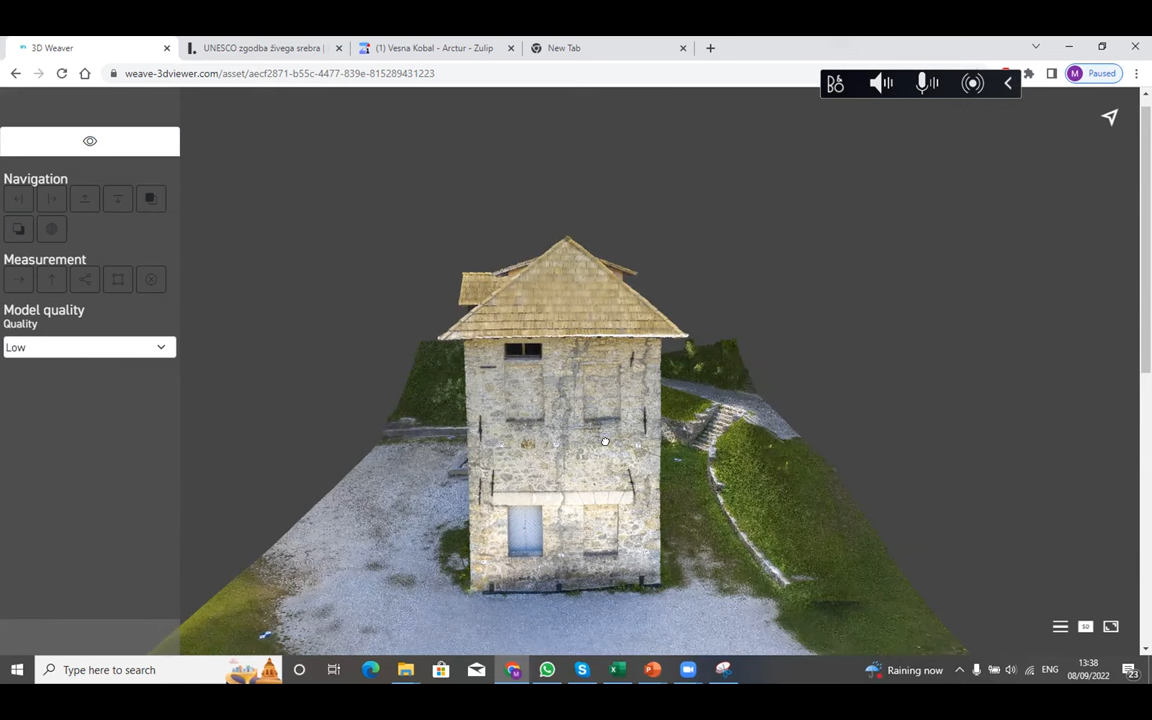 3D Weaver
UNESCO zgodba živega srebra |
(1) Vesna Kobal - Arctur - Zulip
New Tab
weave-3dviewer.com/asset/aecf2871-b55c-4477-839e-815289431223
M
Paused
Navigation
Measurement
Model quality
Quality
Low
SD
Type here to search
M
Raining now
ENG
13:38
08/09/2022
23